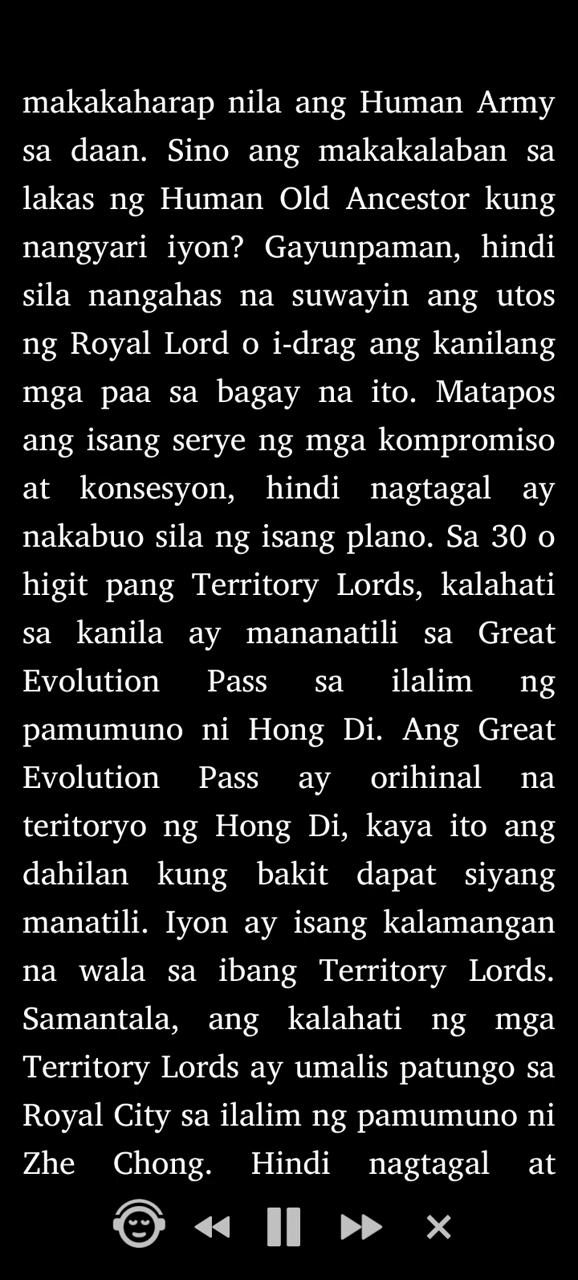 makakaharap nila ang Human Army
sa daan. Sino ang makakalaban sa
lakas ng Human Old Ancestor kung
nangyari iyon? Gayunpaman, hindi
sila nangahas na suwayin ang utos
ng Royal Lord o i-drag ang kanilang
mga paa sa bagay na ito. Matapos
ang isang serye ng mga kompromiso
at konsesyon, hindi nagtagal ay
nakabuo sila ng isang plano. Sa 30 o
higit pang Territory Lords, kalahati
sa kanila ay mananatili sa Great
Evolution Pass sa ilalim ng
pamumuno ni Hong Di. Ang Great
Evolution Pass ay orihinal na
teritoryo ng Hong Di, kaya ito ang
dahilan kung bakit dapat siyang
manatili. Iyon ay isang kalamangan
na wala sa ibang Territory Lords.
Samantala, ang kalahati ng mga
Territory Lords ay umalis patungo sa
Royal City sa ilalim ng pamumuno ni
Zhe Chong. Hindi nagtagal at